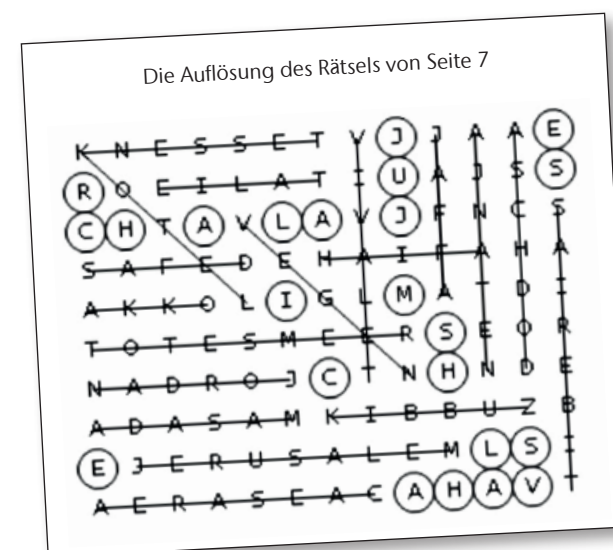 Die Auflösung des Rätsels von Seite 7
K N E S S E T V J J A A E
R O E I L A T I U A J S S
C H T A V L A V J F N C S
S A F E D E H A I F A H A
A K K O L I G L M A T D I
T O T E S M E E R S E O R
N A D R O J C T N H N D E
A D A S A M K I B B U Z B
E J E R U S A L E M L S I
A E R A S E A C A H A V T